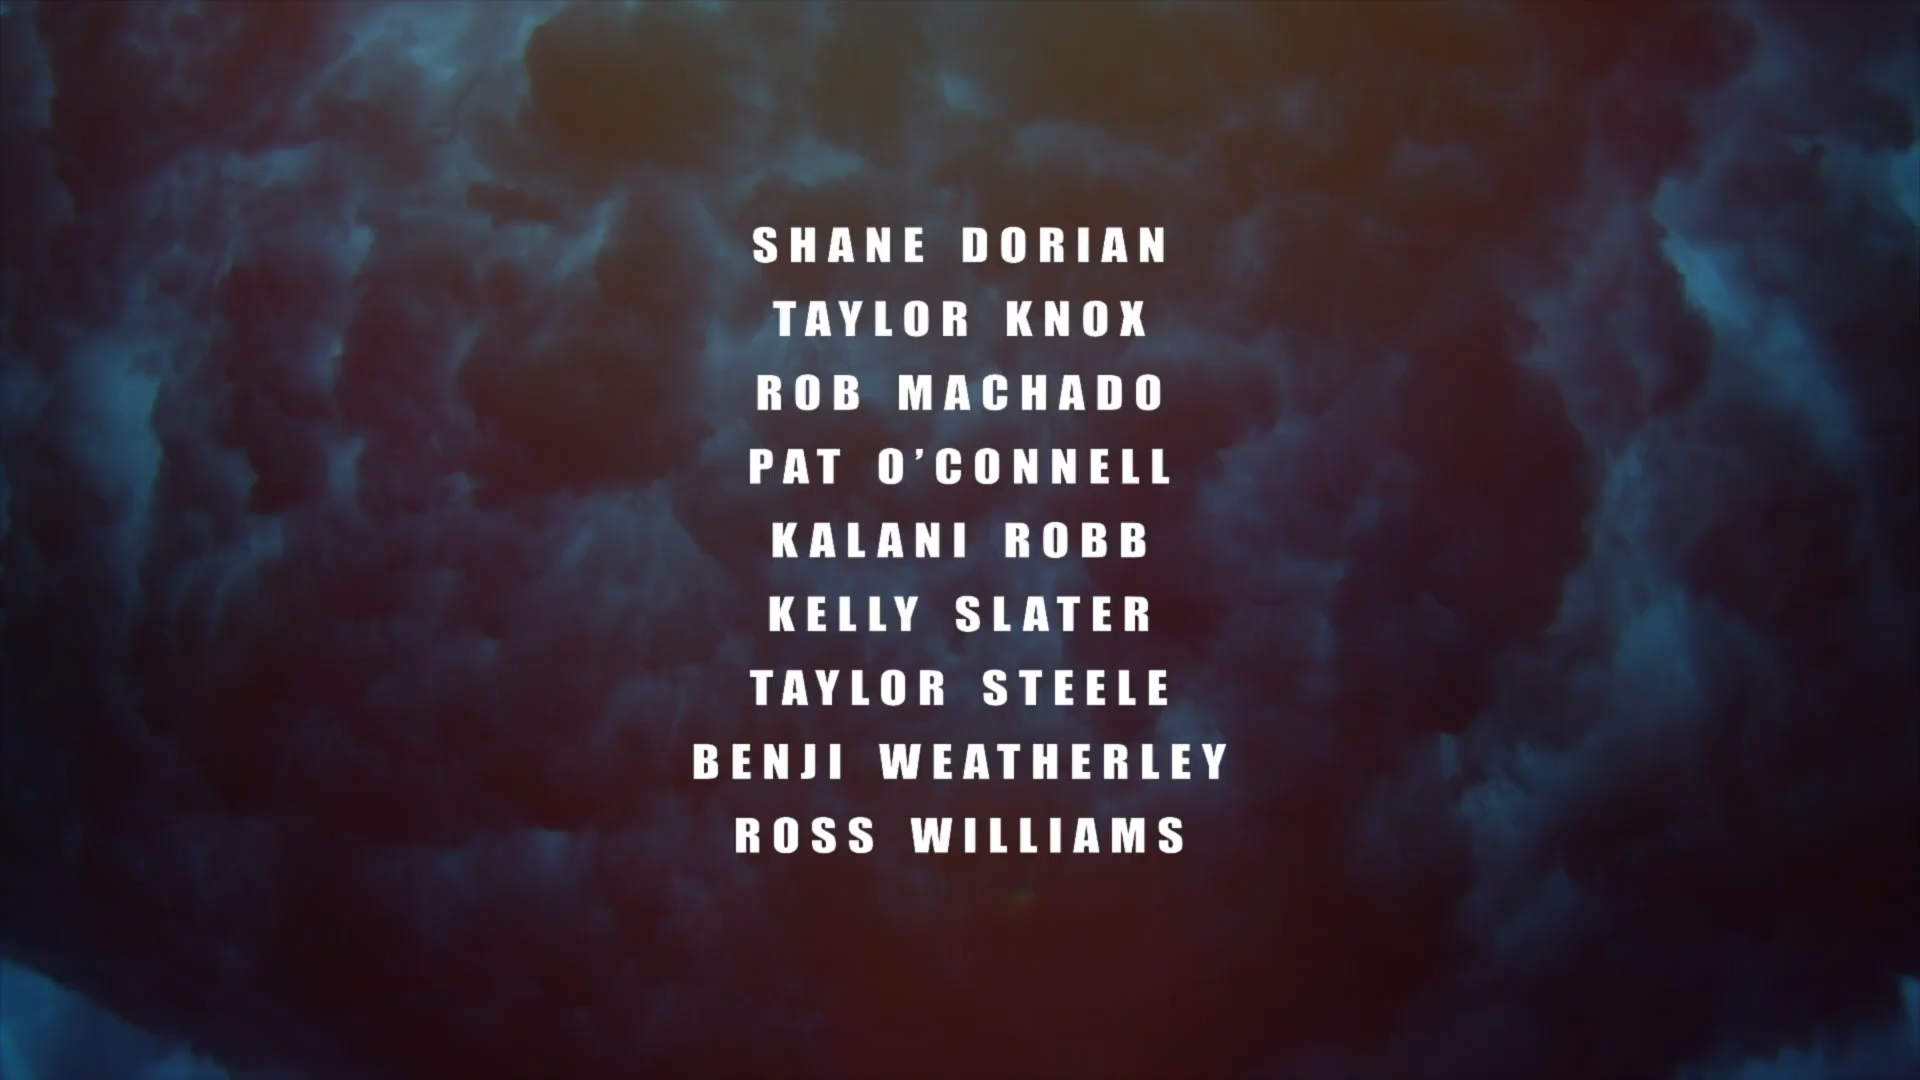 SHANE DORIAN
TAYLOR KNOX
ROB MACHADO
PAT O’CONNELL
KALANI ROBB
KELLY SLATER
TAYLOR STEELE
BENJI WEATHERLEY
ROSS WILLIAMS